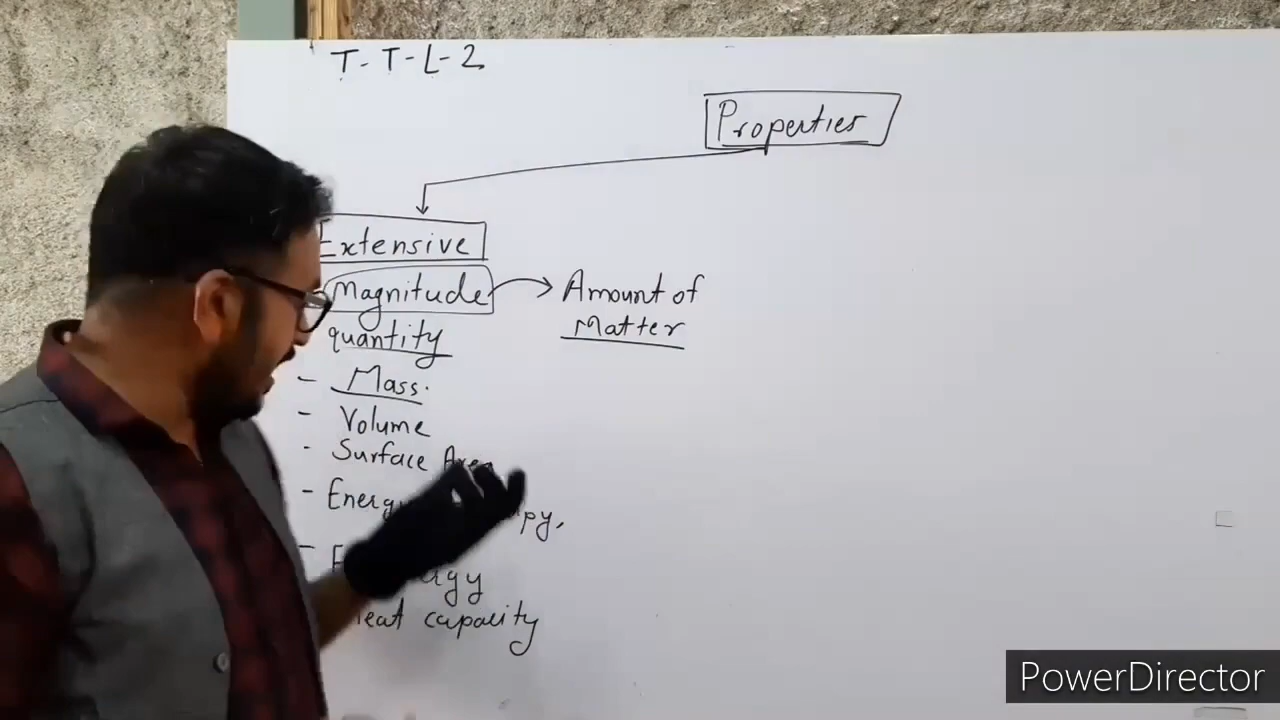 T-T-L-2
Properties
Extensive
Magnitude → Amount of
Matter
quantity
- Mass.
- Volume
- Surface Area
- Energy
-
Heat capacity
PowerDirector